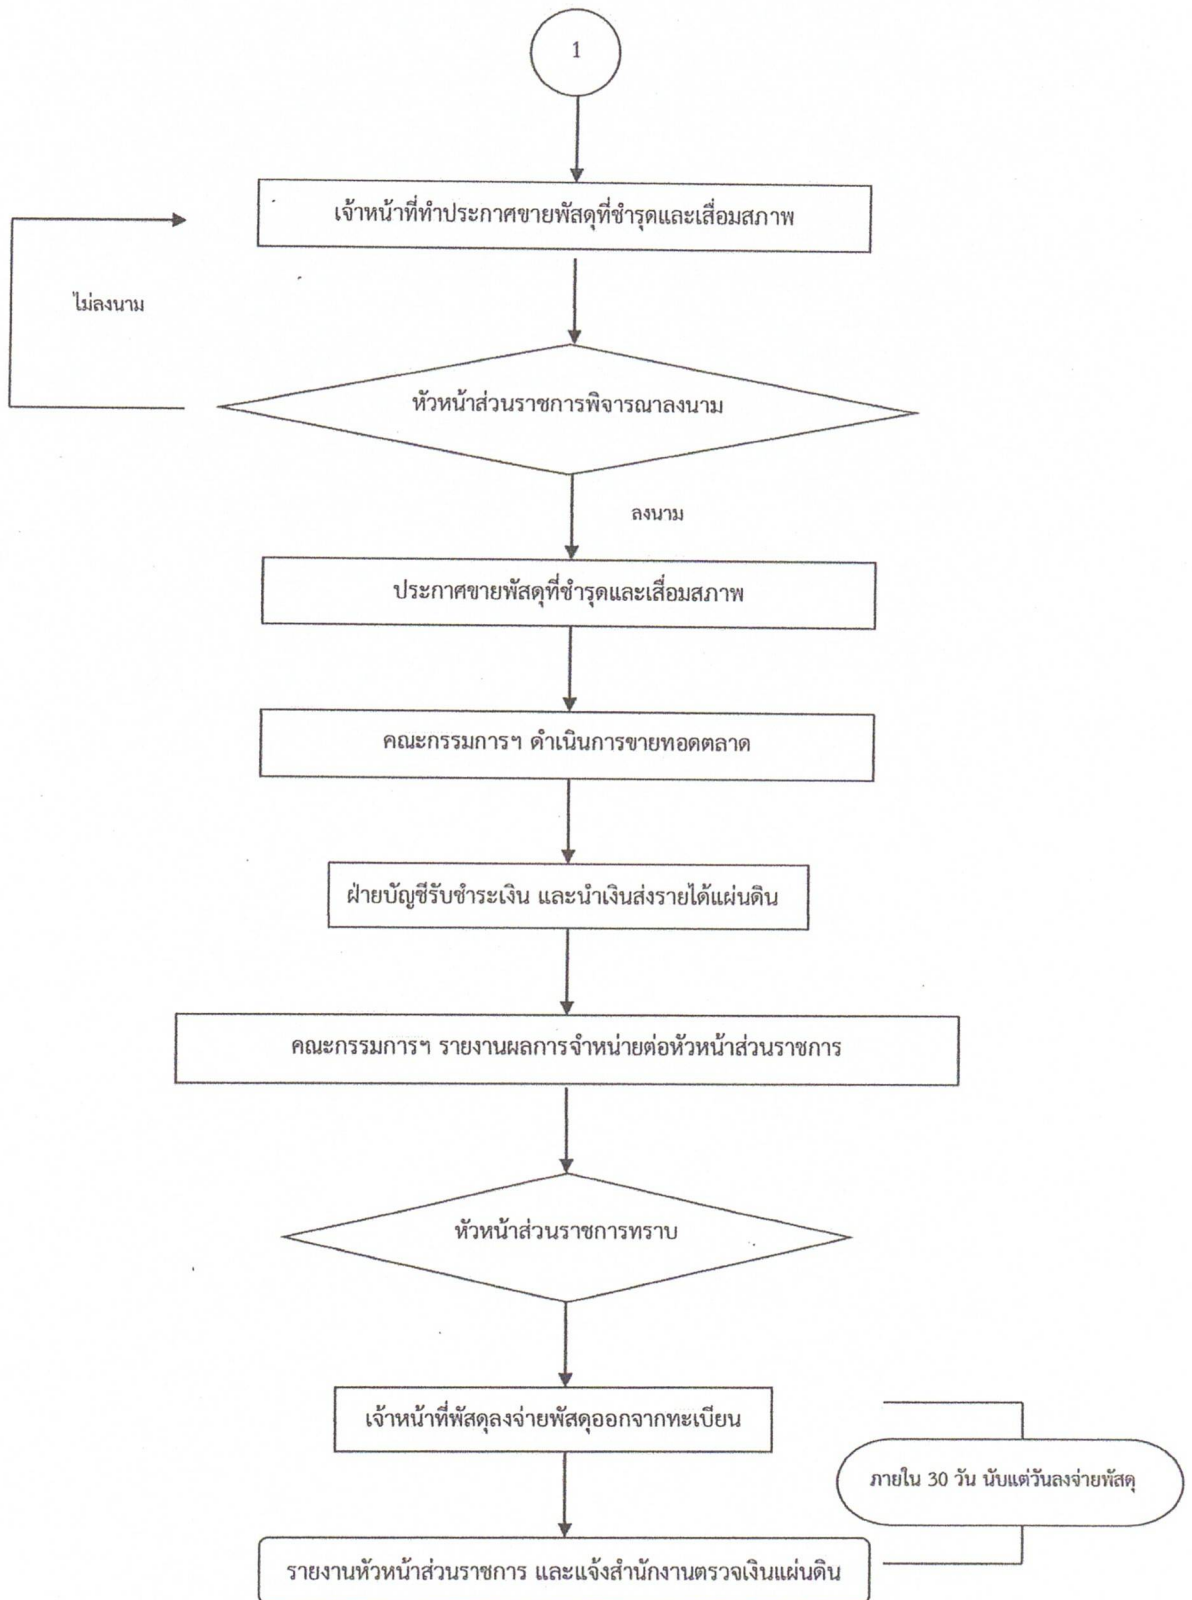 1
เจ้าหน้าที่ทำประกาศขายพัสดุที่ชำรุดและเสื่อมสภาพ
ไม่ลงนาม
หัวหน้าส่วนราชการพิจารณาลงนาม
ลงนาม
ประกาศขายพัสดุที่ชำรุดและเสื่อมสภาพ
คณะกรรมการฯ ดำเนินการขายทอดตลาด
ฝ่ายบัญชีรับชำระเงิน และนำเงินส่งรายได้แผ่นดิน
คณะกรรมการฯ รายงานผลการจำหน่ายต่อหัวหน้าส่วนราชการ
หัวหน้าส่วนราชการทราบ
เจ้าหน้าที่พัสดุลงจ่ายพัสดุออกจากทะเบียน
ภายใน 30 วัน นับแต่วันลงจ่ายพัสดุ
รายงานหัวหน้าส่วนราชการ และแจ้งสำนักงานตรวจเงินแผ่นดิน